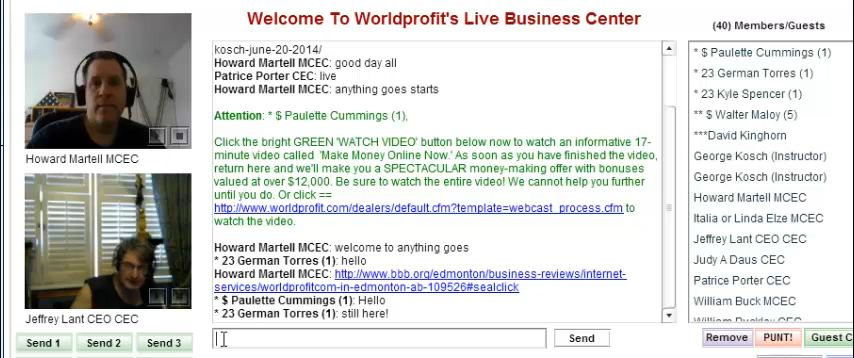 Welcome To Worldprofit's Live Business Center
(40) Members/Guests
kosch-june-20-2014/
Howard Martell MCEC: good day all
Patrice Porter CEC: live
Howard Martell MCEC: anything goes starts
Attention: * $ Paulette Cummings (1),
Click the bright GREEN 'WATCH VIDEO' button below now to watch an informative 17-
minute video called 'Make Money Online Now.' As soon as you have finished the video,
return here and we'll make you a SPECTACULAR money-making offer with bonuses
valued at over $12,000. Be sure to watch the entire video! We cannot help you further
until you do. Or click ==
http://www.worldprofit.com/dealers/default.cfm?template=webcast_process.cfm to
watch the video.
Howard Martell MCEC: welcome to anything goes
* 23 German Torres (1): hello
Howard Martell MCEC: http://www.bbb.org/edmonton/business-reviews/internet-
services/worldprofitcom-in-edmonton-ab-109526#sealclick
* $ Paulette Cummings (1): Hello
* 23 German Torres (1): still here!
Send
Howard Martell MCEC
Jeffrey Lant CEO CEC
Send 1
Send 2
Send 3
* $ Paulette Cummings (1)
* 23 German Torres (1)
* 23 Kyle Spencer (1)
** $ Walter Maloy (5)
***David Kinghorn
George Kosch (Instructor)
George Kosch (Instructor)
Howard Martell MCEC
Italia or Linda Elze MCEC
Jeffrey Lant CEO CEC
Judy A Daus CEC
Patrice Porter CEC
William Buck MCEC
Remove
PUNT!
Guest C